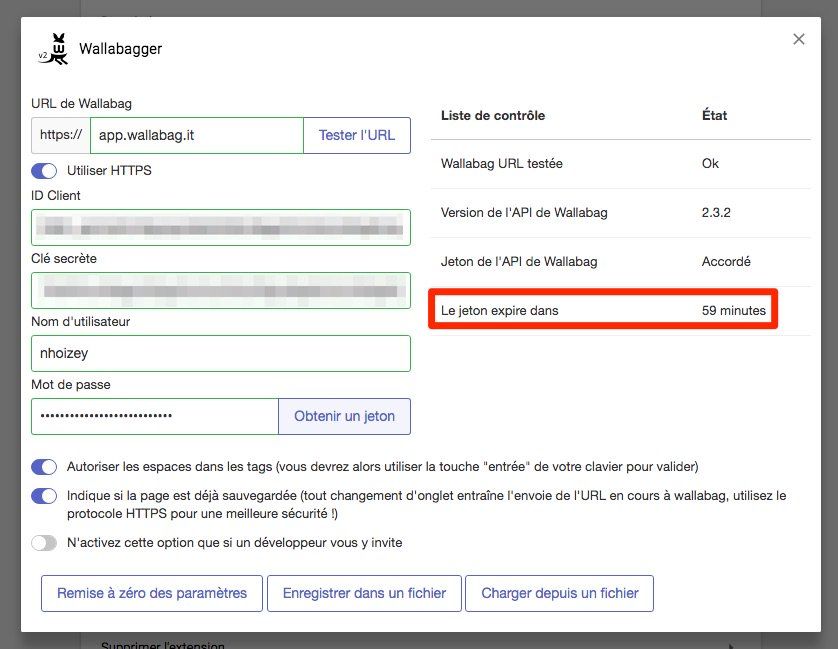 v2
Wallabagger
URL de Wallabag
https://
app.wallabag.it
Tester l'URL
Utiliser HTTPS
ID Client
Clé secrète
Nom d'utilisateur
nhoizey
Mot de passe
Obtenir un jeton
Liste de contrôle État
Wallabag URL testée Ok
Version de l'API de Wallabag 2.3.2
Jeton de l'API de Wallabag Accordé
Le jeton expire dans 59 minutes
Autoriser les espaces dans les tags (vous devrez alors utiliser la touche "entrée" de votre clavier pour valider)
Indique si la page est déjà sauvegardée (tout changement d'onglet entraîne l'envoie de l'URL en cours à wallabag, utilisez le
protocole HTTPS pour une meilleure sécurité !)
N'activez cette option que si un développeur vous y invite
Remise à zéro des paramètres
Enregistrer dans un fichier
Charger depuis un fichier
Supprimer l'extension